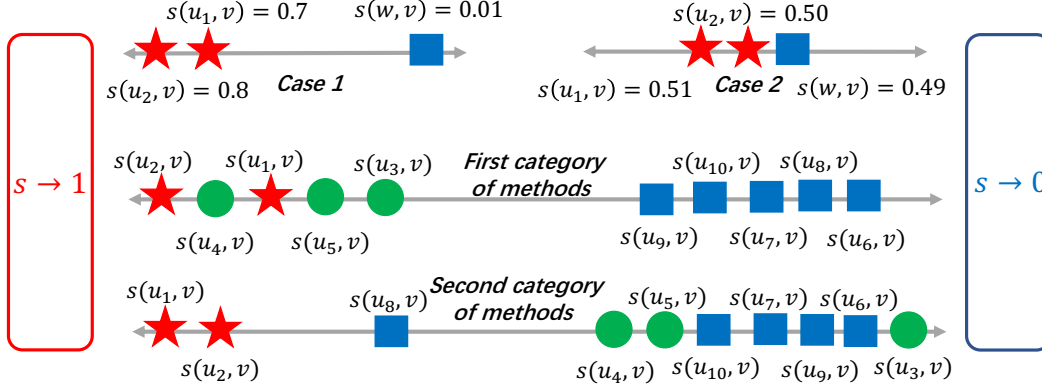 s(u₁, v) = 0.7
s(w, v) = 0.01
s(u₂, v) = 0.8
Case 1
s(u₂, v) = 0.50
s(u₁, v) = 0.51
Case 2
s(w, v) = 0.49
s → 1
s → 0
s(u₂, v)
s(u₁, v)
s(u₃, v)
First category
of methods
s(u₁₀, v)
s(u₈, v)
s(u₄, v)
s(u₅, v)
s(u₉, v)
s(u₇, v)
s(u₆, v)
s(u₁, v)
s(u₈, v)
Second category
of methods
s(u₅, v)
s(u₇, v)
s(u₆, v)
s(u₂, v)
s(u₄, v)
s(u₁₀, v)
s(u₉, v)
s(u₃, v)